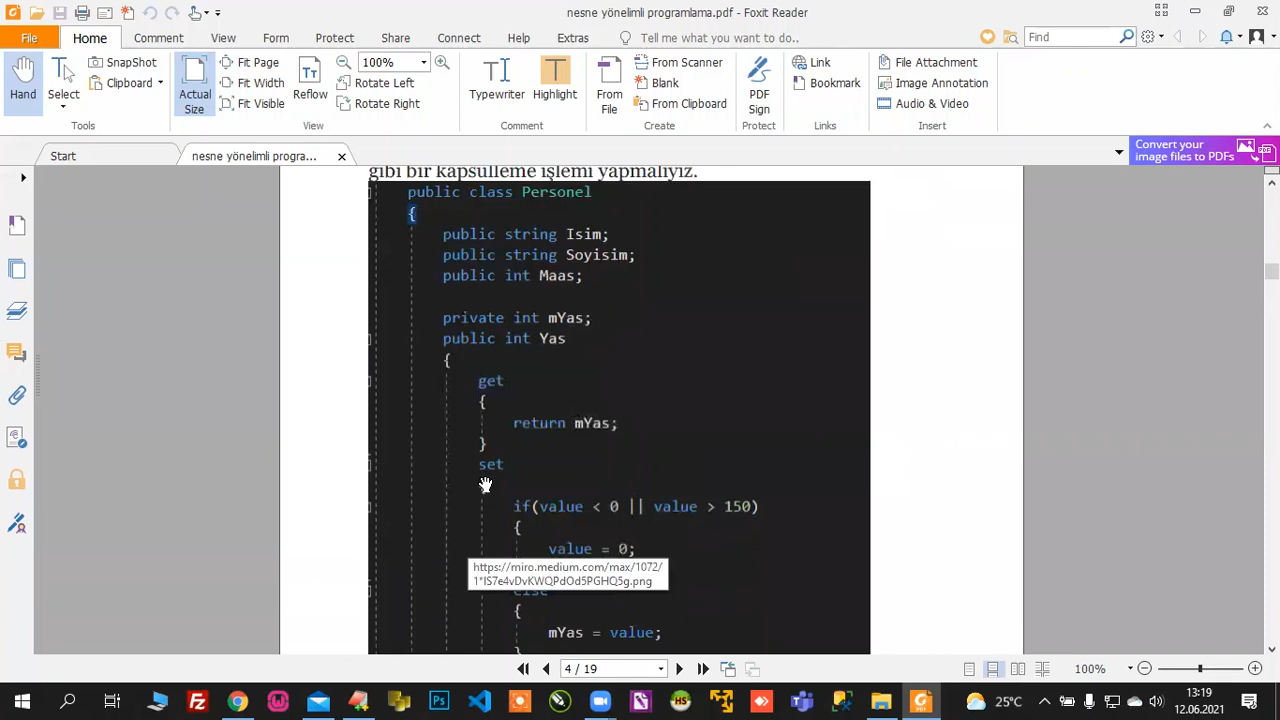 nesne yönelimli programlama.pdf - Foxit Reader
File Home Comment View Form Protect Share Connect Help Extras Tell me what you want to do.. Find
Hand
Select
SnapShot
Clipboard
Tools
Actual Size
Fit Page
Fit Width
Fit Visible
Reflow
100%
Rotate Left
Rotate Right
View
Typewriter
Highlight
Comment
From File
From Scanner
Blank
From Clipboard
Create
PDF Sign
Protect
Link
Bookmark
Links
File Attachment
Image Annotation
Audio & Video
Insert
Start
nesne yönelimli progra...
Convert your
image files to PDFs
gibi bir kapsülleme işlemi yapmalıyız.
public class Personel
{
public string Isim;
public string Soyisim;
public int Maas;
private int mYas;
public int Yas
{
get
{
return mYas;
}
set
if(value < 0 || value > 150)
{
value = 0;
https://miro.medium.com/max/1072/
1*IS7e4vDvKWQPdOd5PGHQ5g.png
else
{
mYas = value;
}
4 / 19
100%
25°C
13:19
12.06.2021